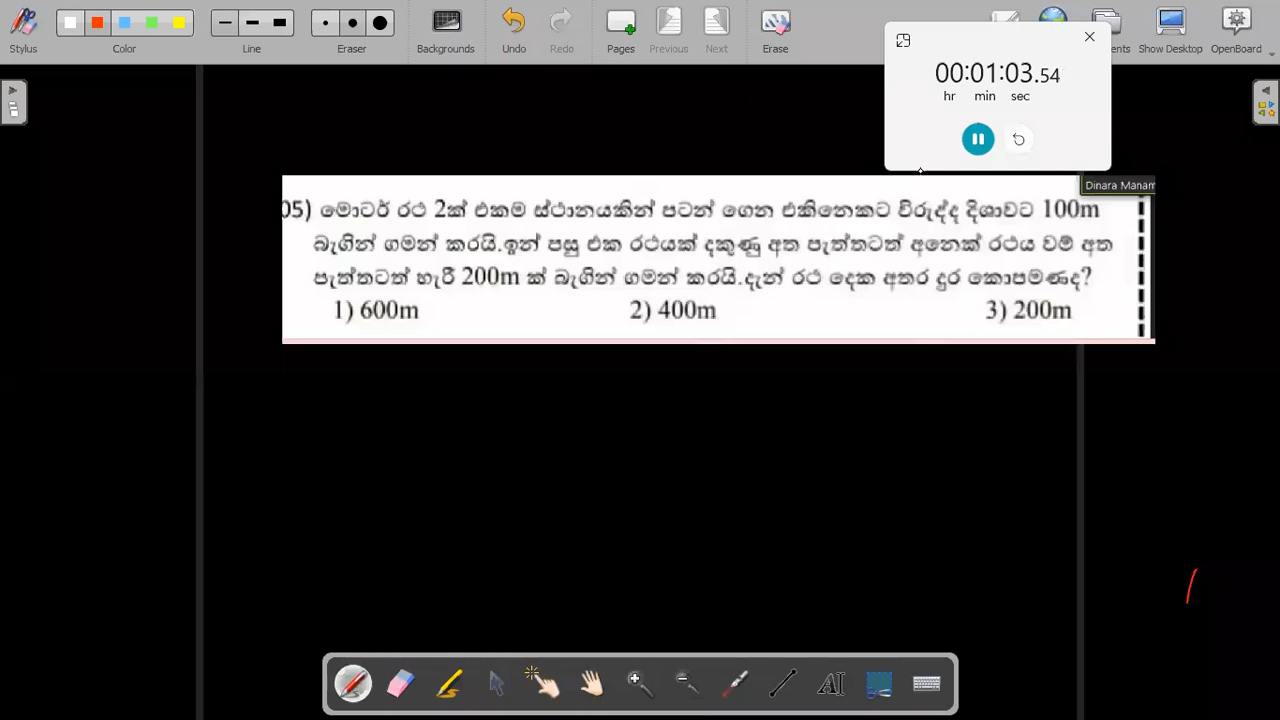 Stylus
Color
Line
Eraser
Backgrounds
Undo
Redo
Pages
Previous
Next
Erase
Show Desktop
OpenBoard
00:01:03.54
hr min sec
Dinara Manam
05) මොටර් රථ 2ක් එකම ස්ථානයකින් පටන් ගෙන එකිනෙකට විරුද්ද දිශාවට 100m
බැගින් ගමන් කරයි.ඉන් පසු එක රථයක් දකුණු අත පැත්තටත් අනෙක් රථය වම් අත
පැත්තටත් හැරී 200m ක් බැගින් ගමන් කරයි.දැන් රථ දෙක අතර දුර කොපමණද?
1) 600m 2) 400m 3) 200m
AI